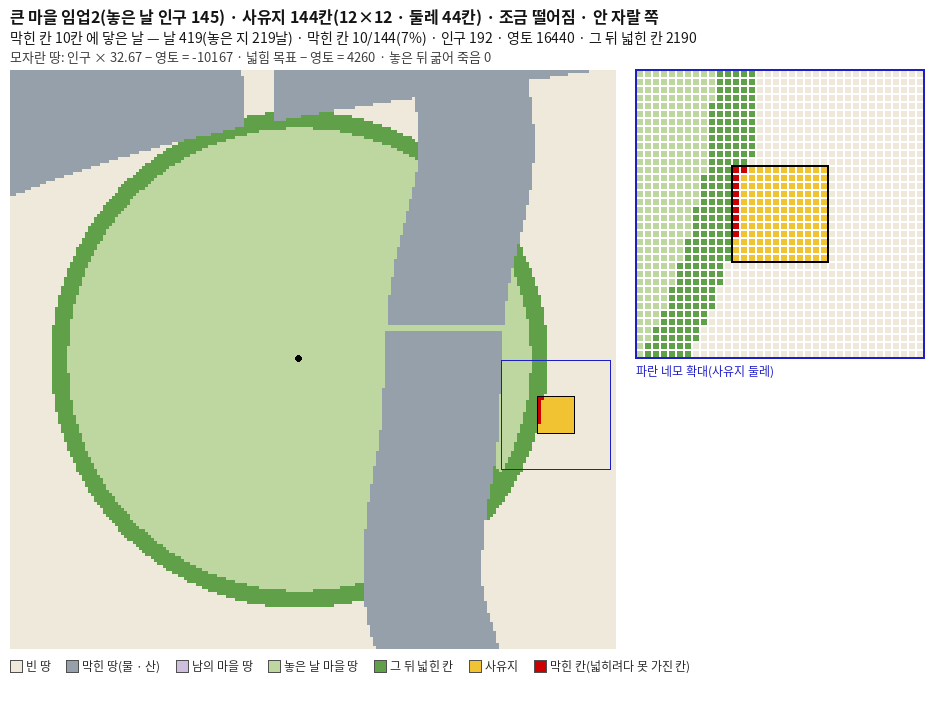 큰 마을 임업2(놓은 날 인구 145) · 사유지 144칸(12×12 · 둘레 44칸) · 조금 떨어짐 · 안 자랄 쪽
막힌 칸 10칸 에 닿은 날 — 날 419(놓은 지 219날) · 막힌 칸 10/144(7%) · 인구 192 · 영토 16440 · 그 뒤 넓힌 칸 2190
모자란 땅: 인구 × 32.67 − 영토 = -10167 · 넓힘 목표 − 영토 = 4260 · 놓은 뒤 굶어 죽음 0
파란 네모 확대(사유지 둘레)
빈 땅 막힌 땅(물 · 산) 남의 마을 땅 놓은 날 마을 땅 그 뒤 넓힌 칸 사유지 막힌 칸(넓히려다 못 가진 칸)